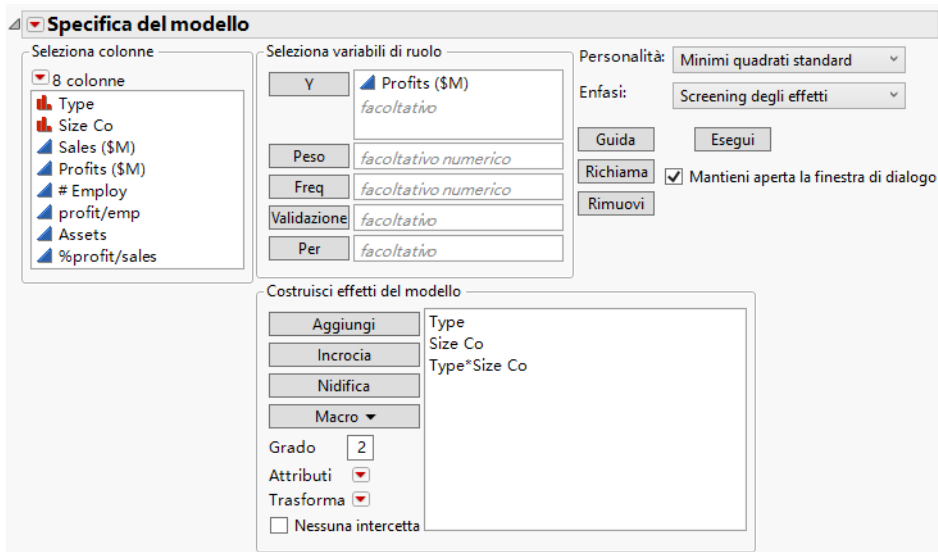 Specifica del modello
Seleziona colonne
8 colonne
Type
Size Co
Sales ($M)
Profits ($M)
# Employ
profit/emp
Assets
%profit/sales
Seleziona variabili di ruolo
Y
Profits ($M)
facoltativo
Peso
facoltativo numerico
Freq
facoltativo numerico
Validazione
facoltativo
Per
facoltativo
Personalità:
Minimi quadrati standard
Enfasi:
Screening degli effetti
Guida
Esegui
Richiama
Mantieni aperta la finestra di dialogo
Rimuovi
Costruisci effetti del modello
Aggiungi
Incrocia
Nidifica
Macro
Grado 2
Attributi
Trasforma
Nessuna intercetta
Type
Size Co
Type*Size Co